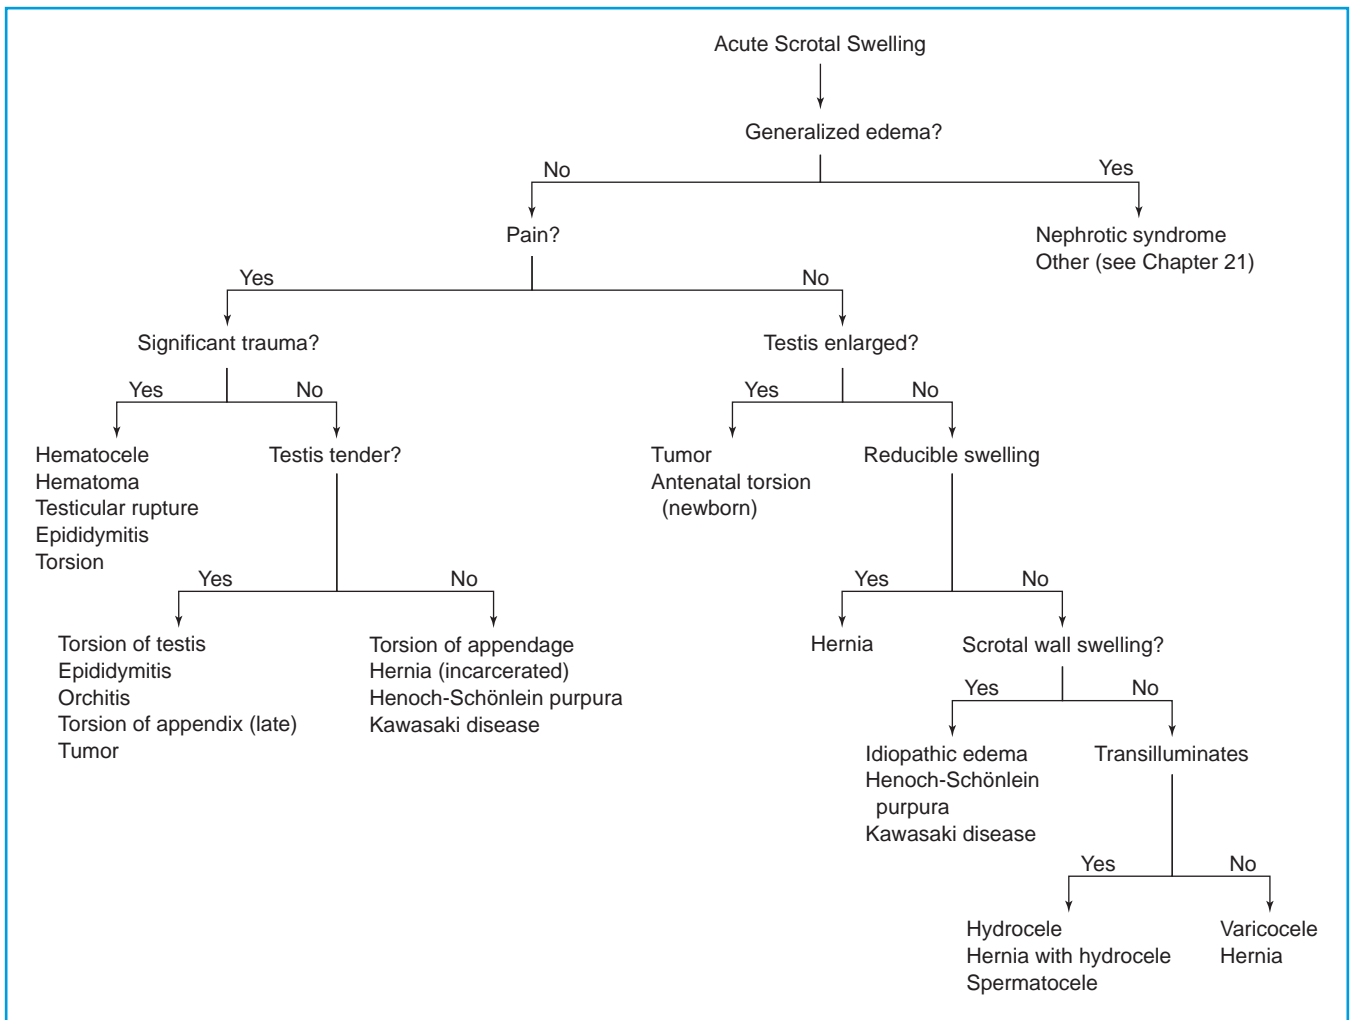 Acute Scrotal Swelling
Generalized edema?
No
Yes
Pain?
Nephrotic syndrome
Other (see Chapter 21)
Yes
No
Significant trauma?
Testis enlarged?
Yes
No
Yes
No
Hematocele
Hematoma
Testicular rupture
Epididymitis
Torsion
Testis tender?
Tumor
Antenatal torsion
(newborn)
Reducible swelling
Yes
No
Yes
No
Torsion of testis
Epididymitis
Orchitis
Torsion of appendix (late)
Tumor
Torsion of appendage
Hernia (incarcerated)
Henoch-Schönlein purpura
Kawasaki disease
Hernia
Scrotal wall swelling?
Yes
No
Idiopathic edema
Henoch-Schönlein
purpura
Kawasaki disease
Transilluminates
Yes
No
Hydrocele
Hernia with hydrocele
Spermatocele
Varicocele
Hernia